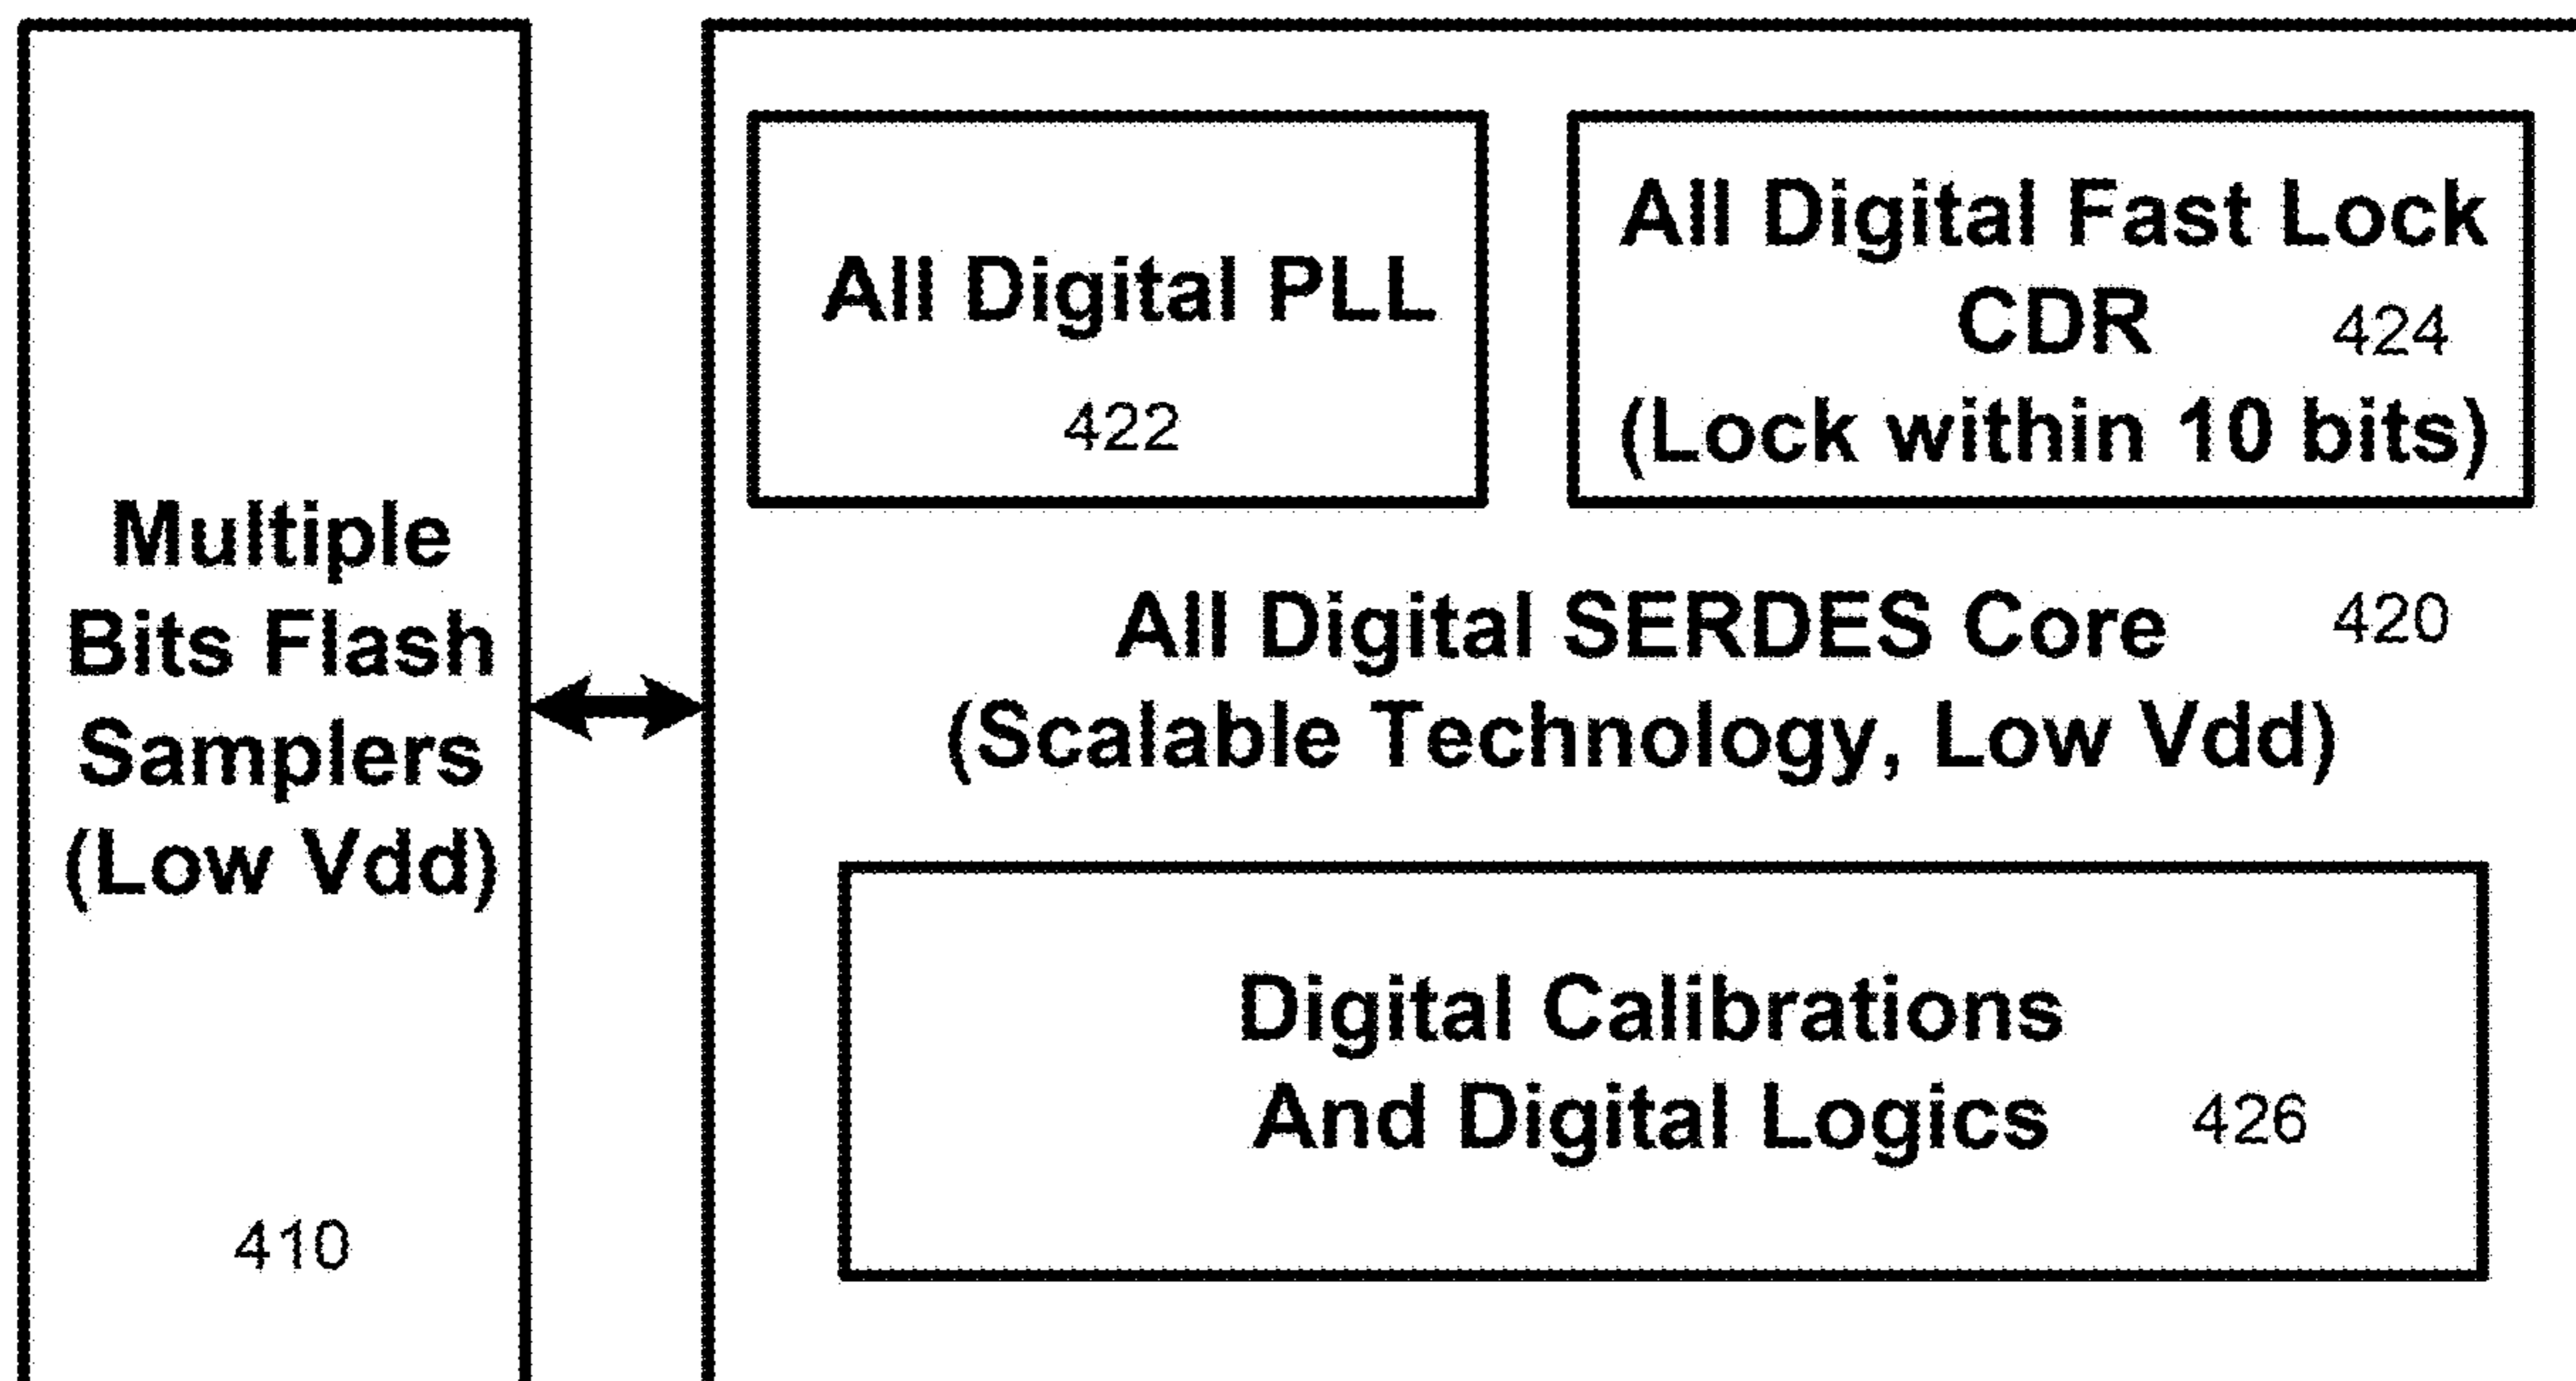 Multiple
Bits Flash
Samplers
(Low Vdd)
410
All Digital PLL
422
All Digital Fast Lock
CDR 424
(Lock within 10 bits)
All Digital SERDES Core 420
(Scalable Technology, Low Vdd)
Digital Calibrations
And Digital Logics 426